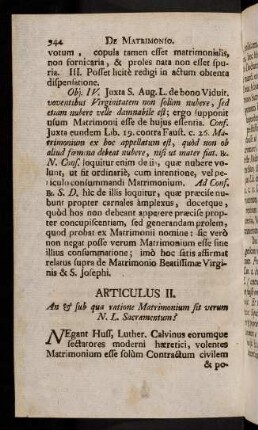 344 DE MATRIMONIO.
votum, copula tamen esset matrimonialis,
non fornicaria, & proles nata non esset spu-
ria. III. Posset licitè redigi in actum obtenta
dispensatione.
Obj. IV. Juxta S. Aug. L. de bono Viduit.
voventibus Virginitatem non solùm nubere, sed
etiam nubere velle damnabile est; ergo supponit
usum Matrimonii esse de hujus essentia. Conf.
Juxta eundem Lib. 19. contra Faust. c. 26. Ma-
trimonium ex hoc appellatum est, quòd non ob
aliud fœmina debeat nubere, nisi ut mater fiat. ℞.
N. Conf. loquitur enim de iis, quæ nubere vo-
lunt, ut fit ordinariè, cum intentione, vel pe-
riculo consummandi Matrimonium. Ad Conf.
℞. S. D. hic de illis loquitur, quæ præcisè nu-
bunt propter carnales amplexus, docetque,
quòd hos non debeant apperere præcise prop-
ter concupiscentiam, sed generandam prolem,
quod probat ex Matrimonii nomine: sic verò
non negat posse verum Matrimonium esse sine
illius consummatione; imò hoc satis affirmat
relatus supra de Matrimonio Beatissimæ Virgi-
nis & S. Josephi.
ARTICULUS II.
An & sub qua ratione Matrimonium sit verum
N. L. Sacramentum?
NEgant Huss, Luther. Calvinus eorumque
sectatores moderni hæretici, volentes
Matrimonium esse solùm Contractum civilem
& po-